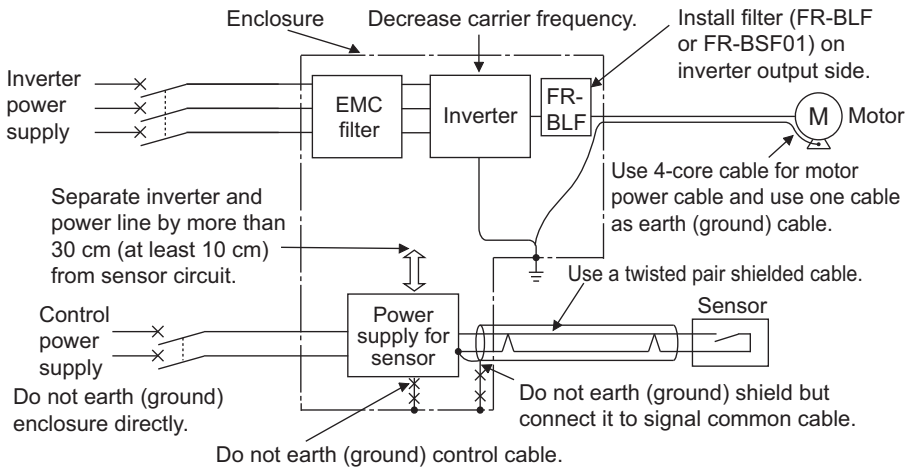 Enclosure
Decrease carrier frequency.
Install filter (FR-BLF
or FR-BSF01) on
inverter output side.
Inverter
power
supply
EMC
filter
Inverter
FR-
BLF
M
Motor
Use 4-core cable for motor
power cable and use one cable
as earth (ground) cable.
Separate inverter and
power line by more than
30 cm (at least 10 cm)
from sensor circuit.
Use a twisted pair shielded cable.
Control
power
supply
Power
supply for
sensor
Sensor
Do not earth (ground)
enclosure directly.
Do not earth (ground) shield but
connect it to signal common cable.
Do not earth (ground) control cable.